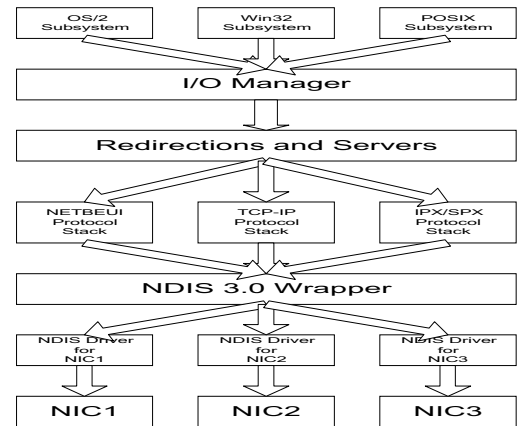 OS/2
Subsystem
Win32
Subsystem
POSIX
Subsystem
I/O Manager
Redirections and Servers
NETBEUI
Protocol
Stack
TCP-IP
Protocol
Stack
IPX/SPX
Protocol
Stack
NDIS 3.0 Wrapper
NDIS Driver
for
NIC1
NDIS Driver
for
NIC2
NDIS Driver
for
NIC3
NIC1
NIC2
NIC3